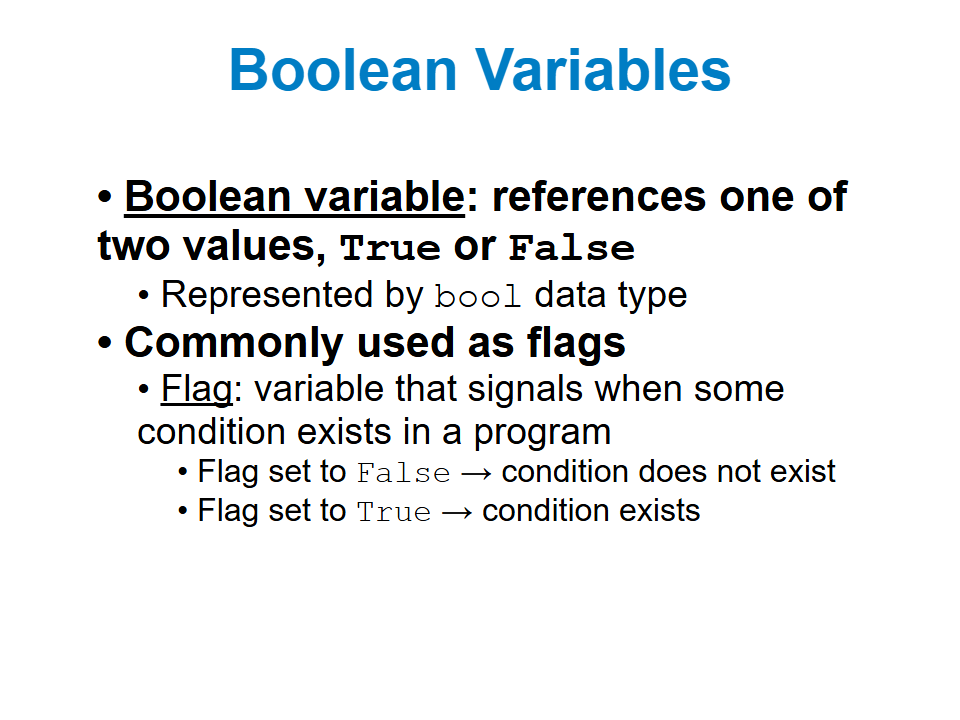 Boolean Variables
• Boolean variable: references one of
two values, True or False
• Represented by bool data type
• Commonly used as flags
• Flag: variable that signals when some
condition exists in a program
• Flag set to False → condition does not exist
• Flag set to True → condition exists